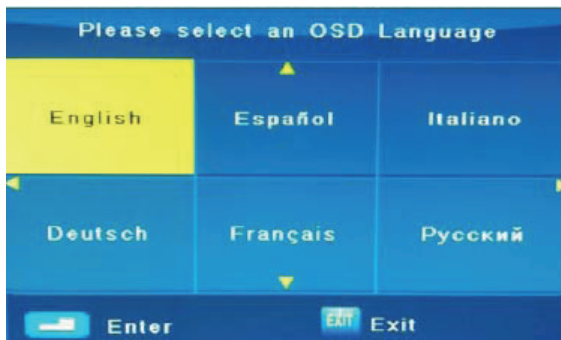 Please select an OSD Language
English Español Italiano
Deutsch Français Русский
Enter EXIT Exit